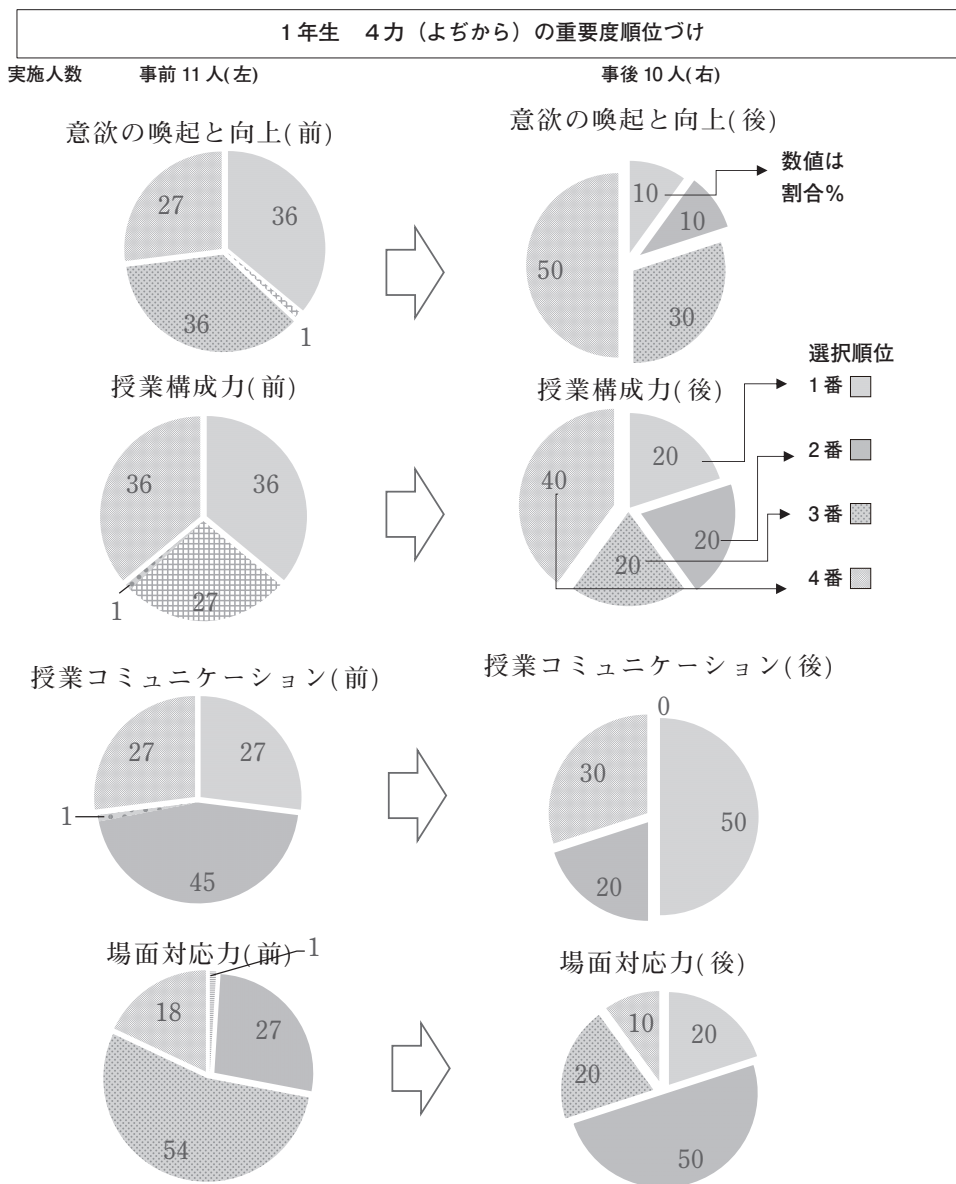 1年生 4力（よぢから）の重要度順位づけ
実施人数 事前 11 人(左) 事後 10 人(右)
意欲の喚起と向上(前)
27
36
36
1
意欲の喚起と向上(後)
10
10
50
30
数値は
割合%
授業構成力(前)
36
36
1
27
授業構成力(後)
20
40
20
20
選択順位
1番
2番
3番
4番
授業コミュニケーション(前)
27
27
1
45
授業コミュニケーション(後)
0
30
50
20
場面対応力(前)
1
18
27
54
場面対応力(後)
10
20
20
50